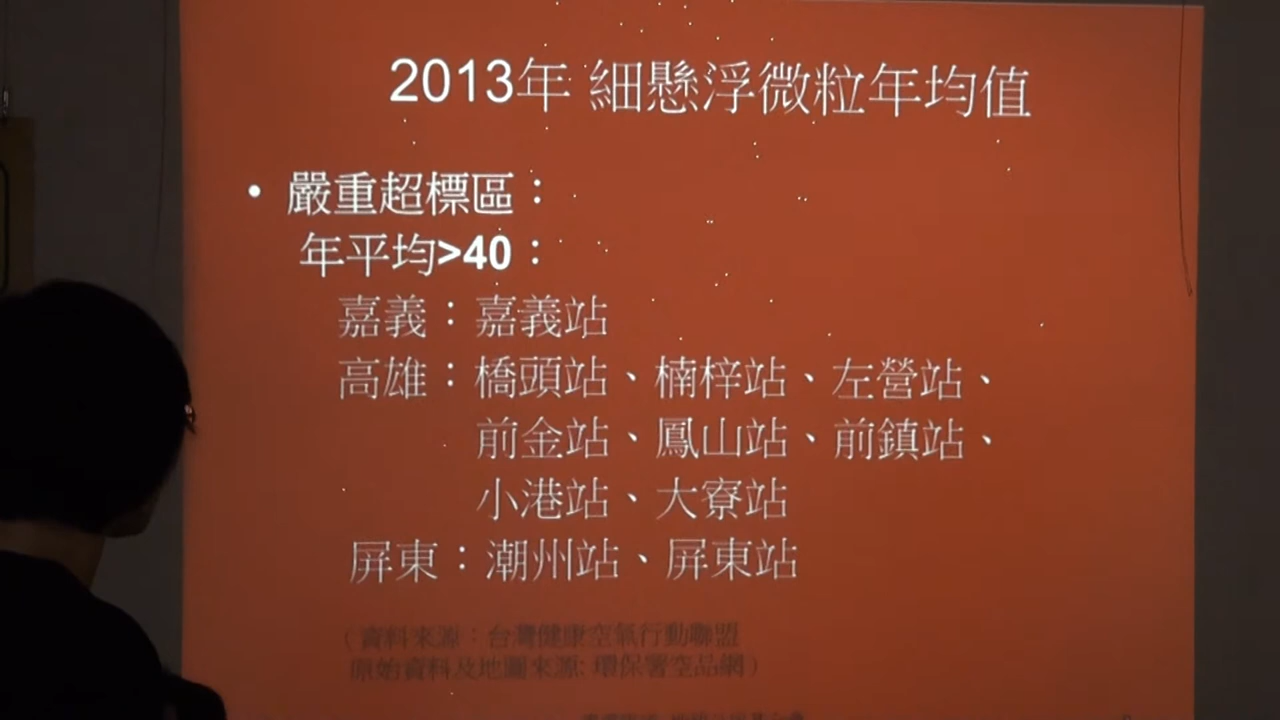 2013年 細懸浮微粒年均值
• 嚴重超標區：
年平均>40：
嘉義：嘉義站
高雄：橋頭站、楠梓站、左營站、
前金站、鳳山站、前鎮站、
小港站、大寮站
屏東：潮州站、屏東站
（資料來源：台灣健康空氣行動聯盟
原始資料及地圖來源: 環保署空品網）